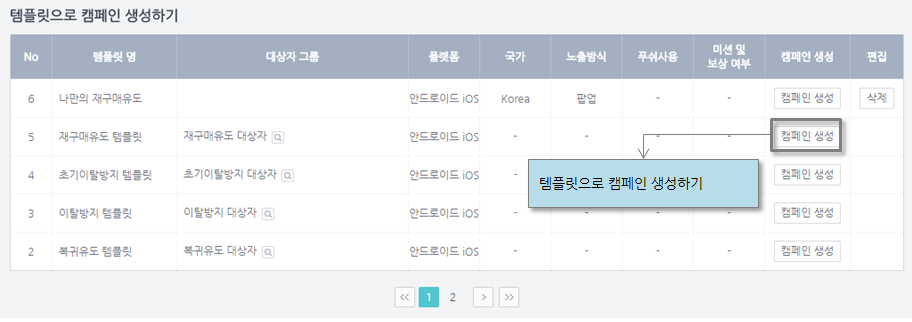 템플릿으로 캠페인 생성하기
No 템플릿 명 대상자 그룹 플랫폼 국가 노출방식 푸쉬사용 미션 및 보상 여부 캠페인 생성 편집
6 나만의 재구매유도 안드로이드 iOS Korea 팝업 - - 캠페인 생성 삭제
5 재구매유도 템플릿 재구매유도 대상자 안드로이드 iOS - - - - 캠페인 생성
템플릿으로 캠페인 생성하기
4 초기이탈방지 템플릿 초기이탈방지 대상자 안드로이드 iOS - 캠페인 생성
3 이탈방지 템플릿 이탈방지 대상자 안드로이드 iOS - 캠페인 생성
2 복귀유도 템플릿 복귀유도 대상자 안드로이드 iOS - - - - 캠페인 생성
<< 1 2 > >>